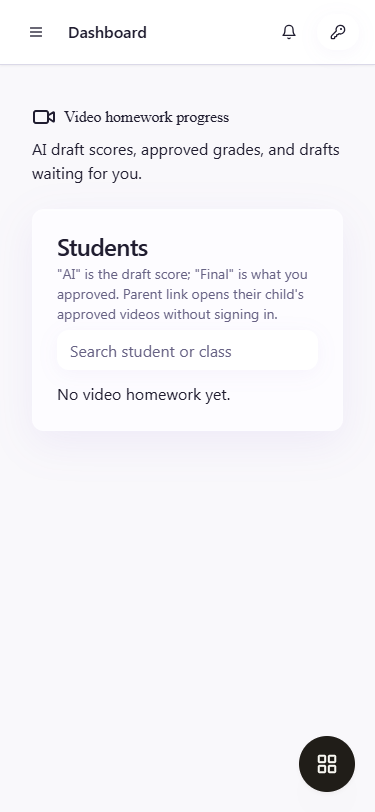 Dashboard
Video homework progress
AI draft scores, approved grades, and drafts
waiting for you.
Students
"AI" is the draft score; "Final" is what you
approved. Parent link opens their child's
approved videos without signing in.
Search student or class
No video homework yet.